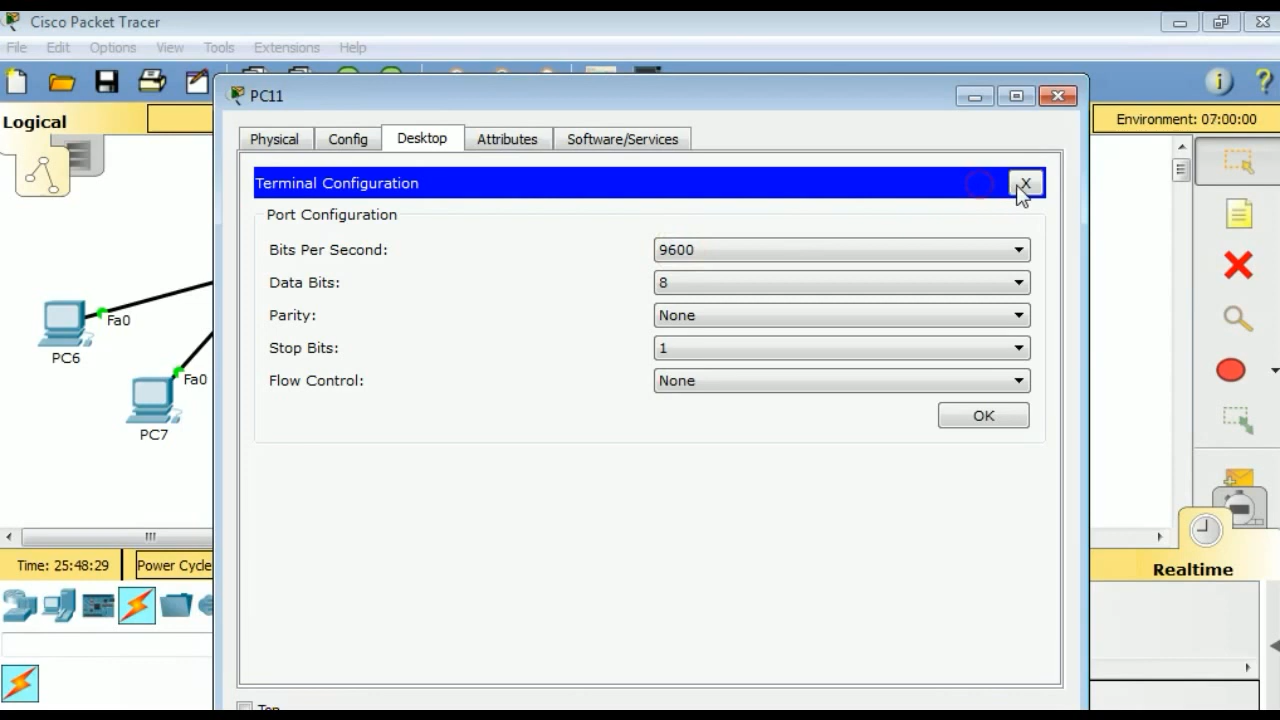 Cisco Packet Tracer
File Edit Options View Tools Extensions Help
PC11
Logical
Environment: 07:00:00
Physical Config Desktop Attributes Software/Services
Terminal Configuration
X
Port Configuration
Bits Per Second: 9600
Data Bits: 8
Parity: None
Stop Bits: 1
Flow Control: None
OK
Fa0
PC6
Fa0
PC7
Time: 25:48:29 Power Cycle
Realtime
Top